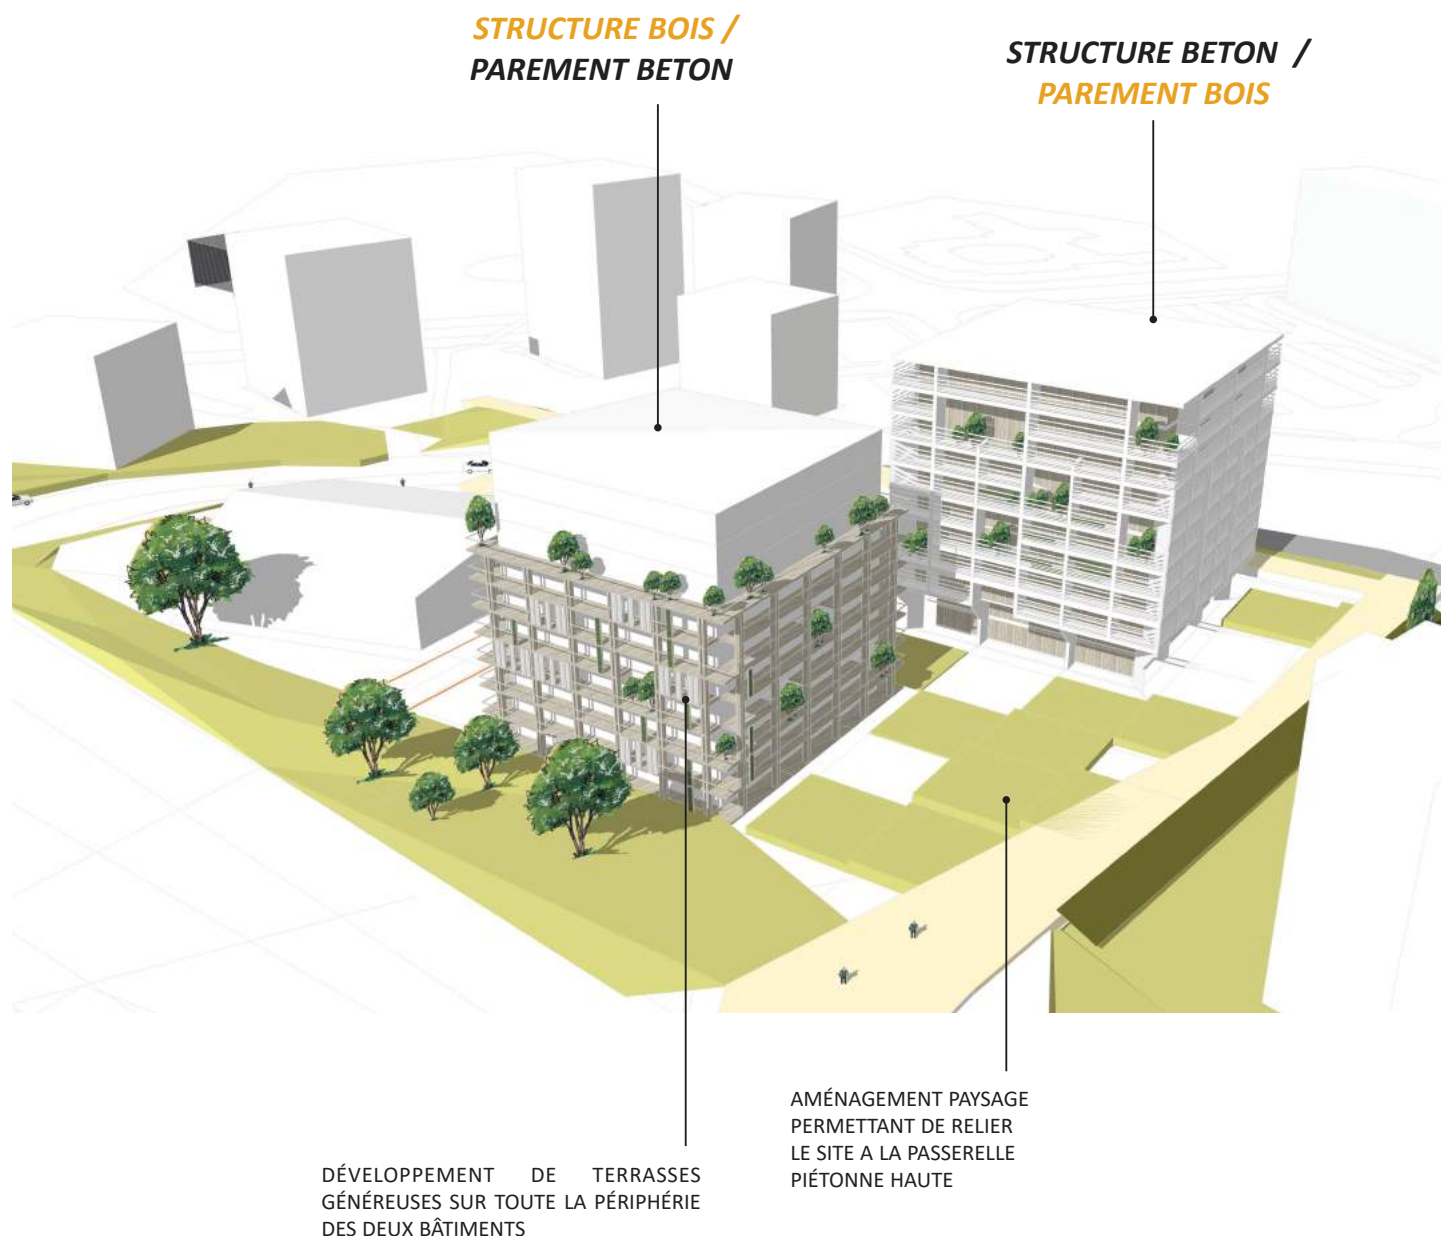 STRUCTURE BOIS /
PAREMENT BETON
STRUCTURE BETON /
PAREMENT BOIS
AMÉNAGEMENT PAYSAGE
PERMETTANT DE RELIER
LE SITE A LA PASSERELLE
PIÉTONNE HAUTE
DÉVELOPPEMENT DE TERRASSES
GÉNÉREUSES SUR TOUTE LA PÉRIPHÉRIE
DES DEUX BÂTIMENTS